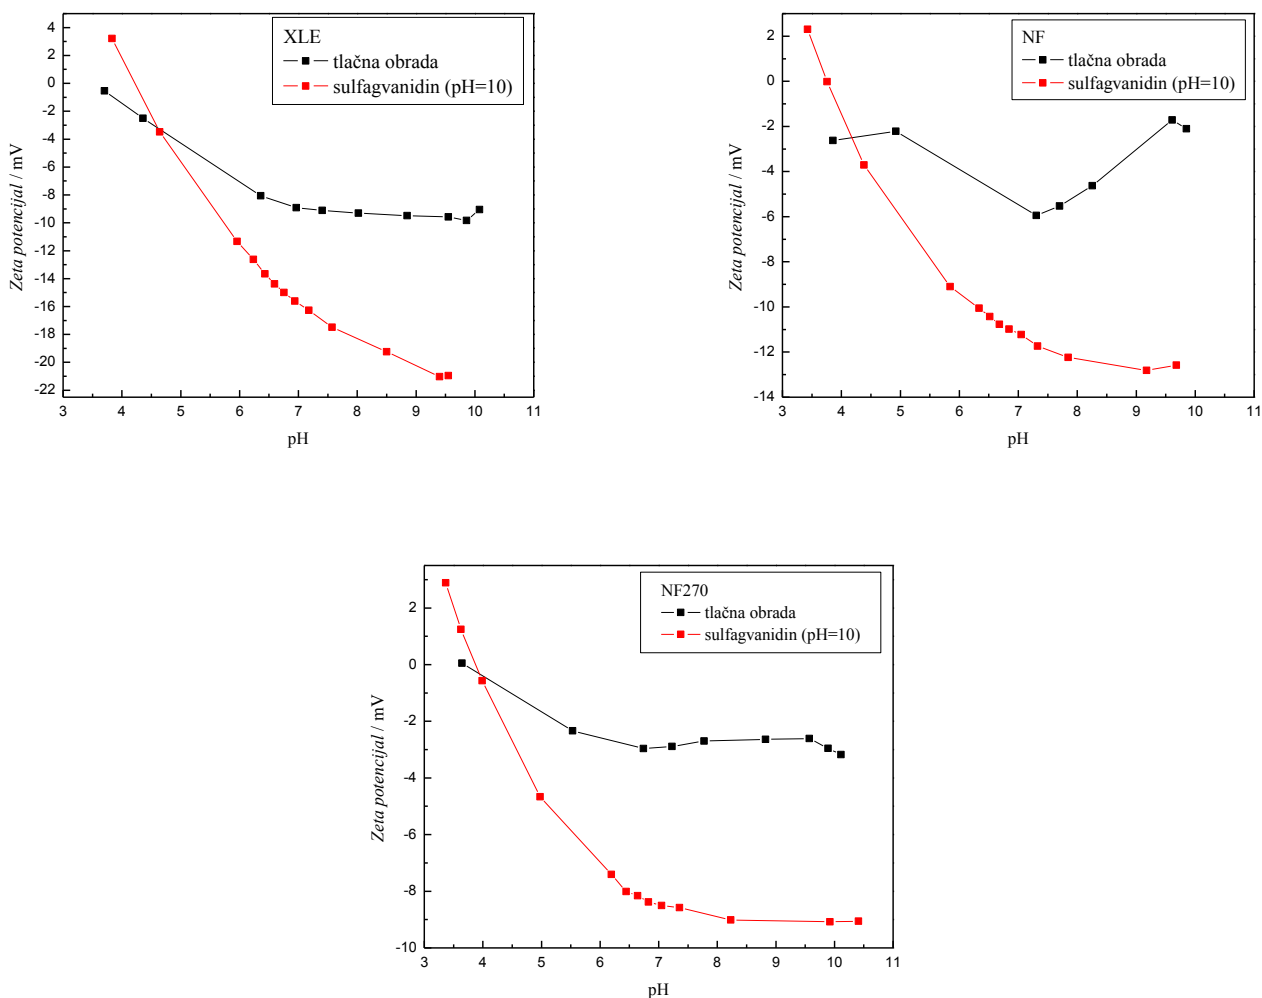 XLE
tlačna obrada
sulfagvanidin (pH=10)
4
2
0
-2
-4
-6
-8
-10
-12
-14
-16
-18
-20
-22
Zeta potencijal / mV
3 4 5 6 7 8 9 10 11
pH
NF
tlačna obrada
sulfagvanidin (pH=10)
2
0
-2
-4
-6
-8
-10
-12
-14
Zeta potencijal / mV
3 4 5 6 7 8 9 10 11
pH
NF270
tlačna obrada
sulfagvanidin (pH=10)
2
0
-2
-4
-6
-8
-10
Zeta potencijal / mV
3 4 5 6 7 8 9 10 11
pH